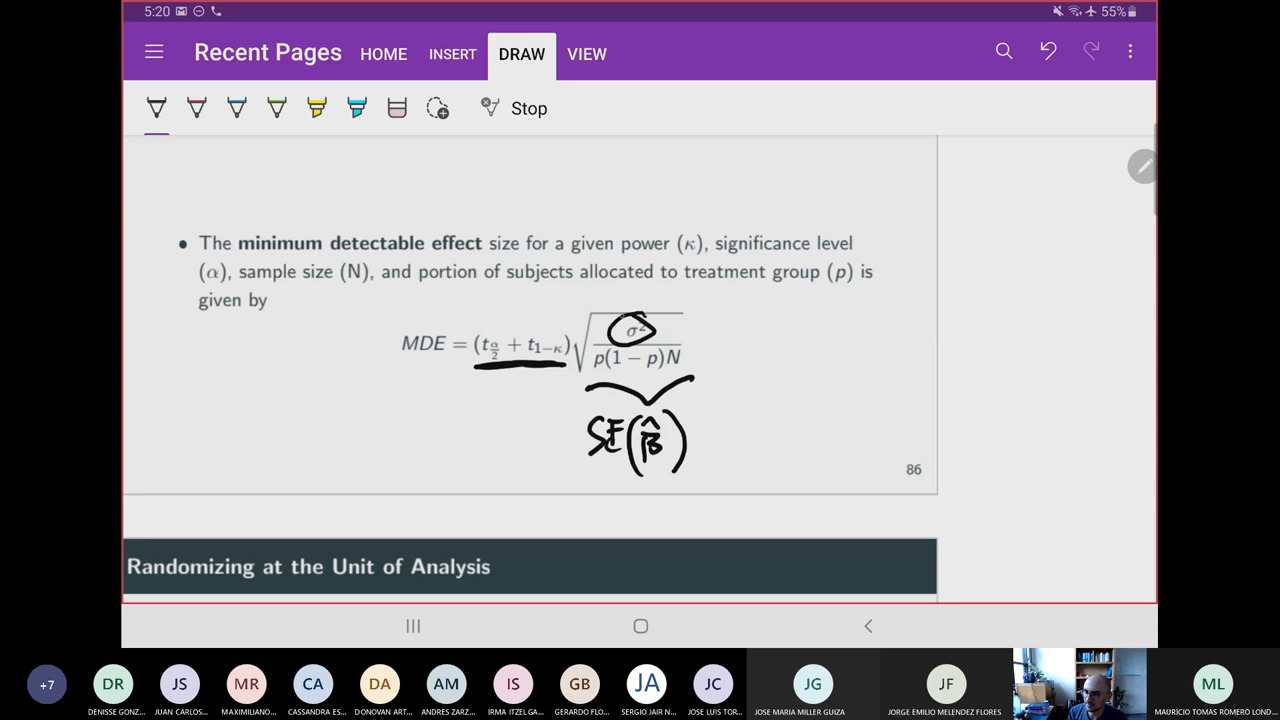 5:20 55%
Recent Pages HOME INSERT DRAW VIEW
Stop
• The minimum detectable effect size for a given power (κ), significance level
(α), sample size (N), and portion of subjects allocated to treatment group (p) is
given by
MDE = (t_{α/2} + t_{1−κ}) √(σ² / p(1 − p)N)
SE(β̂)
86
Randomizing at the Unit of Analysis
+7 DR JS MR CA DA AM IS GB JA JC JG JF ML
DENISSE GONZ... JUAN CARLOS... MAXIMILIANO... CASSANDRA ES... DONOVAN ART... ANDRES ZARZ... IRMA ITZEL GA... GERARDO FLO... SERGIO JAIR N... JOSE LUIS TOR... JOSE MARIA MILLER GUIZA JORGE EMILIO MELENDEZ FLORES MAURICIO TOMAS ROMERO LOND...